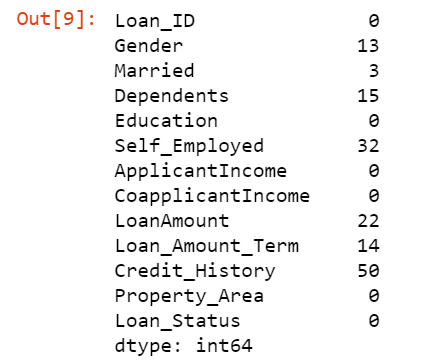 Out[9]: Loan_ID 0
Gender 13
Married 3
Dependents 15
Education 0
Self_Employed 32
ApplicantIncome 0
CoapplicantIncome 0
LoanAmount 22
Loan_Amount_Term 14
Credit_History 50
Property_Area 0
Loan_Status 0
dtype: int64